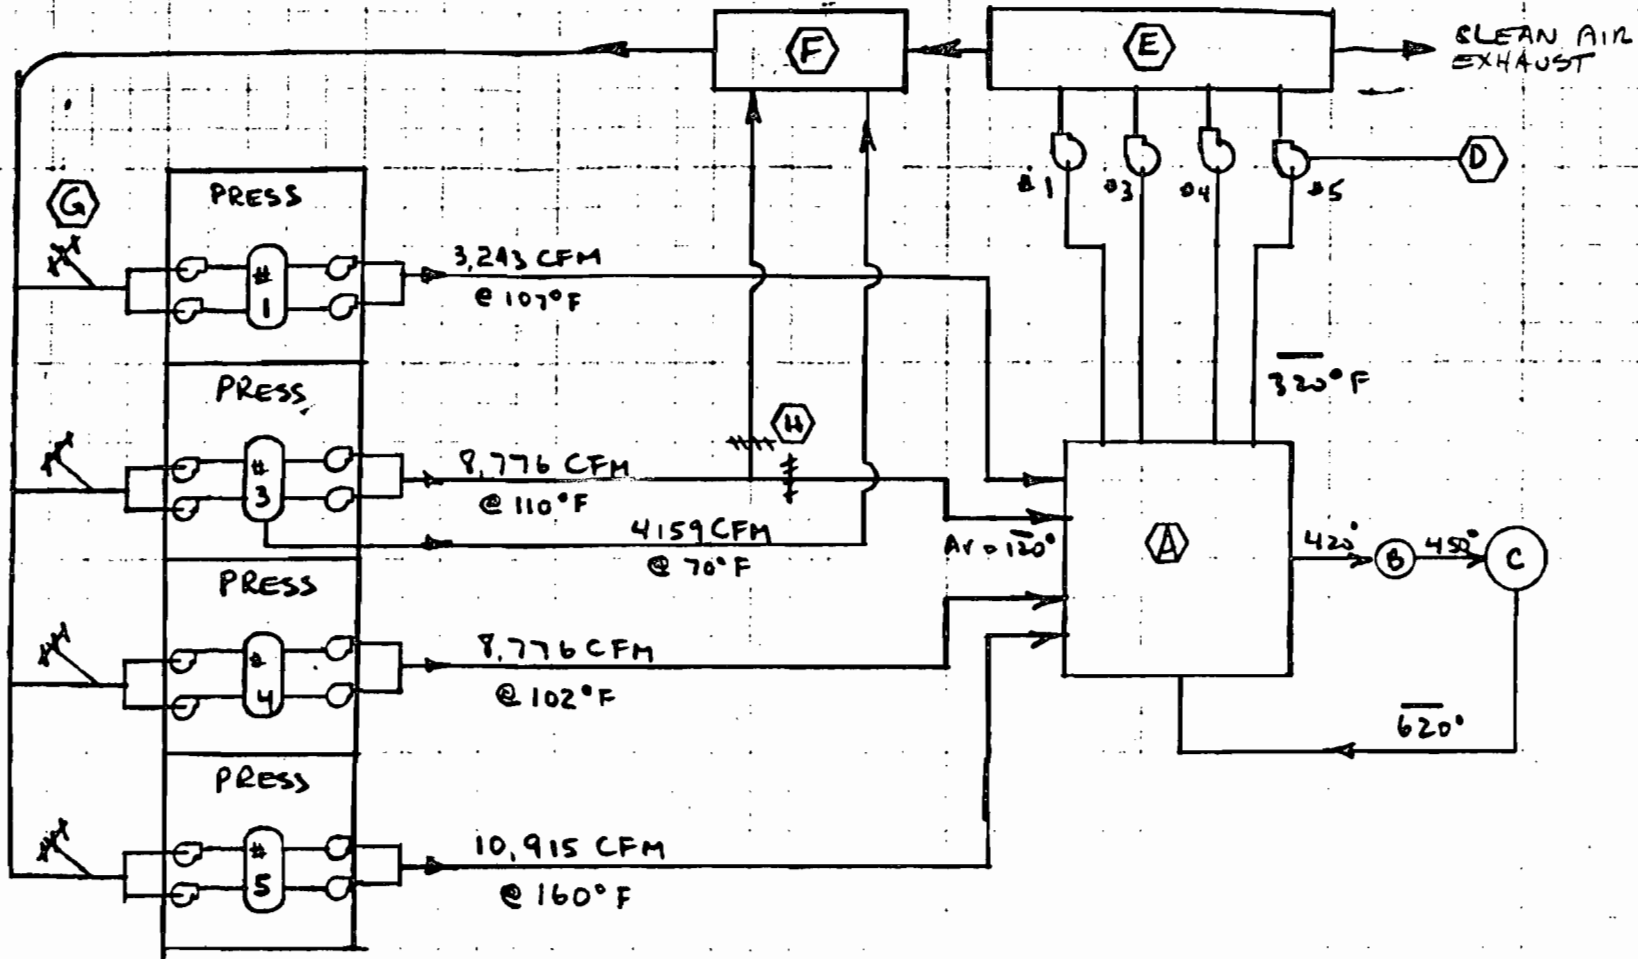 F
E
CLEAN AIR
EXHAUST
D
#1
#3
#4
#5
G
PRESS
#
1
3,243 CFM
@ 107°F
320°F
PRESS
#
3
H
8,776 CFM
@ 110°F
4159 CFM
@ 70°F
Av = 120°
A
420°
B
450°
C
PRESS
#
4
8,776 CFM
@ 102°F
620°
PRESS
#
5
10,915 CFM
@ 160°F